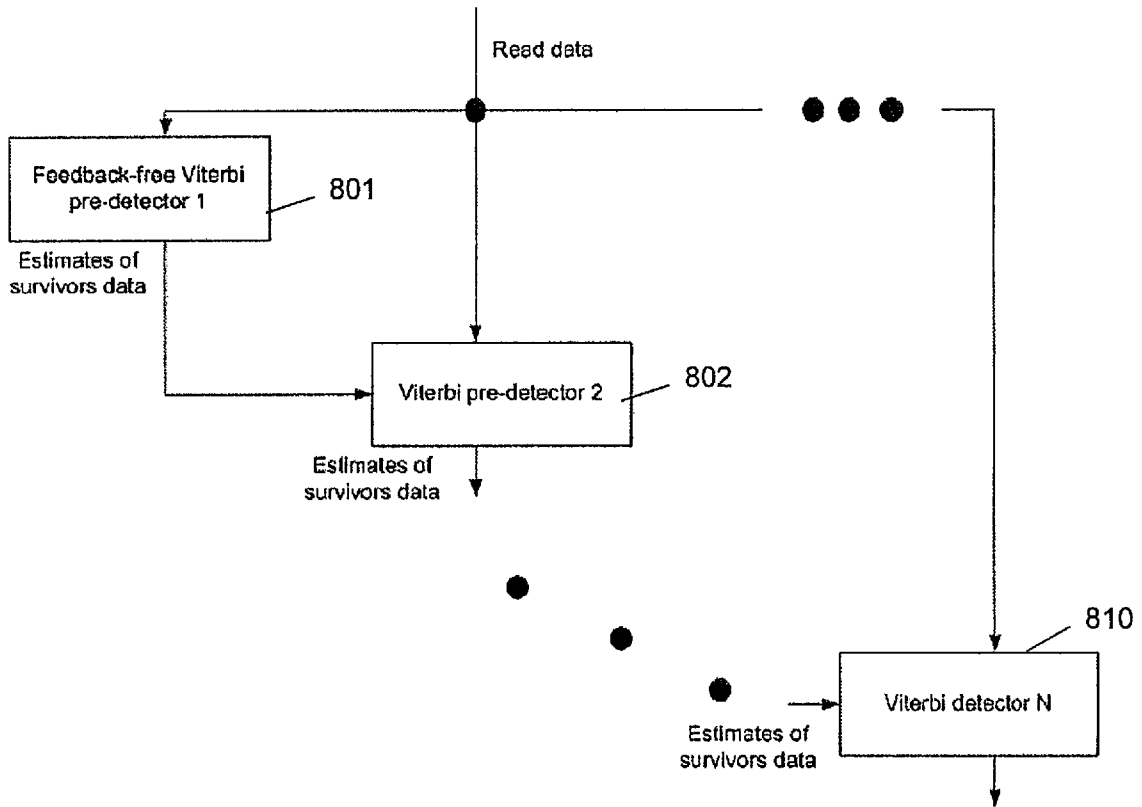 Read data
Feedback-free Viterbi
pre-detector 1
801
Estimates of
survivors data
Viterbi pre-detector 2
802
Estimates of
survivors data
810
Viterbi detector N
Estimates of
survivors data